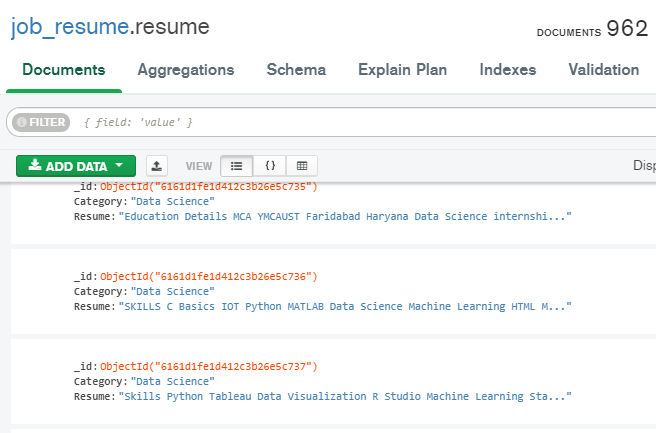 job_resume.resume
DOCUMENTS 962
Documents Aggregations Schema Explain Plan Indexes Validation
FILTER { field: 'value' }
ADD DATA VIEW { } Disp
_id: ObjectId("6161d1fe1d412c3b26e5c735")
Category: "Data Science"
Resume: "Education Details MCA YMCAUST Faridabad Haryana Data Science internshi..."
_id: ObjectId("6161d1fe1d412c3b26e5c736")
Category: "Data Science"
Resume: "SKILLS C Basics IOT Python MATLAB Data Science Machine Learning HTML M..."
_id: ObjectId("6161d1fe1d412c3b26e5c737")
Category: "Data Science"
Resume: "Skills Python Tableau Data Visualization R Studio Machine Learning Sta..."